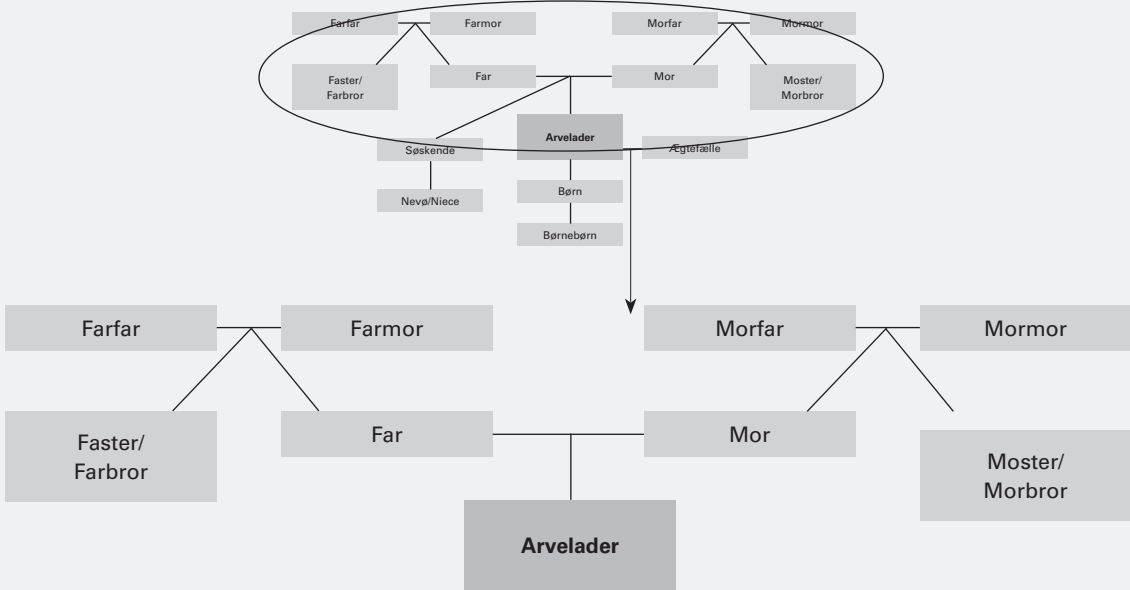 Farfar
Farmor
Morfar
Mormor
Faster/
Farbror
Far
Mor
Moster/
Morbror
Arvelader
Søskende
Ægtefælle
Børn
Nevø/Niece
Børnebørn
Farfar
Farmor
Morfar
Mormor
Faster/
Farbror
Far
Mor
Moster/
Morbror
Arvelader